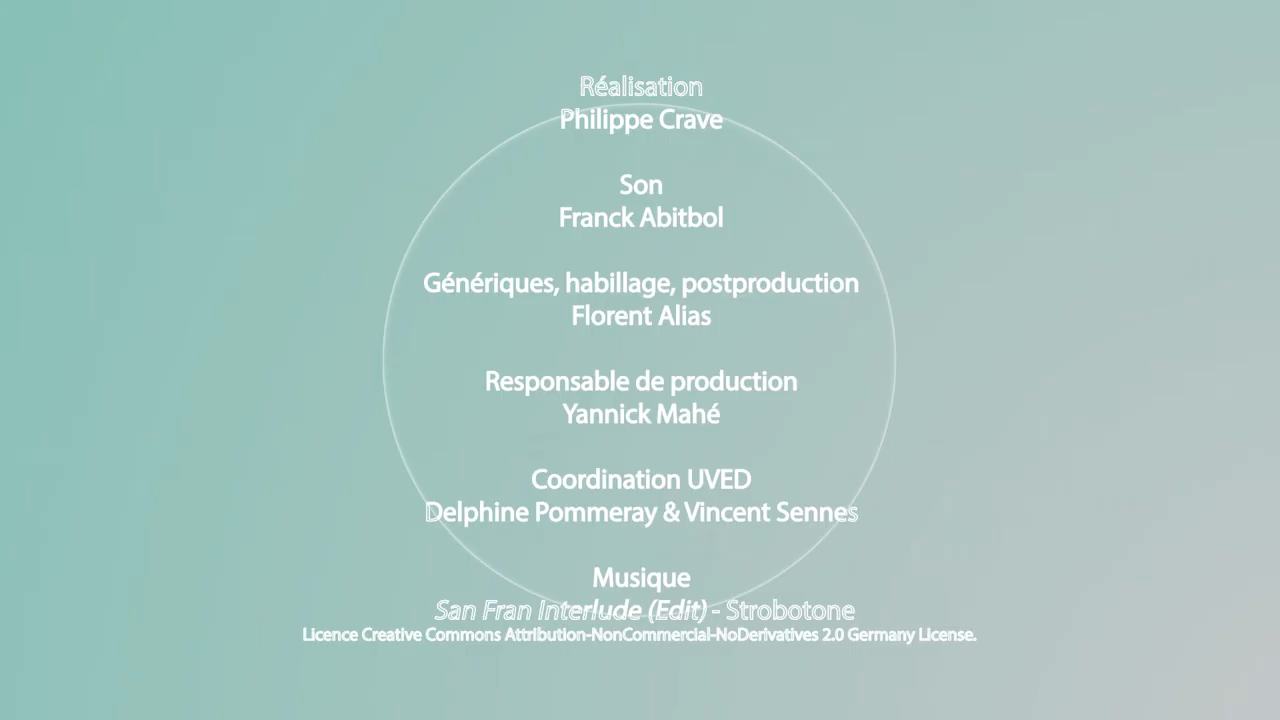 Réalisation
Philippe Crave
Son
Franck Abitbol
Génériques, habillage, postproduction
Florent Alias
Responsable de production
Yannick Mahé
Coordination UVED
Delphine Pommeray & Vincent Sennes
Musique
San Fran Interlude (Edit) - Strobotone
Licence Creative Commons Attribution-NonCommercial-NoDerivatives 2.0 Germany License.